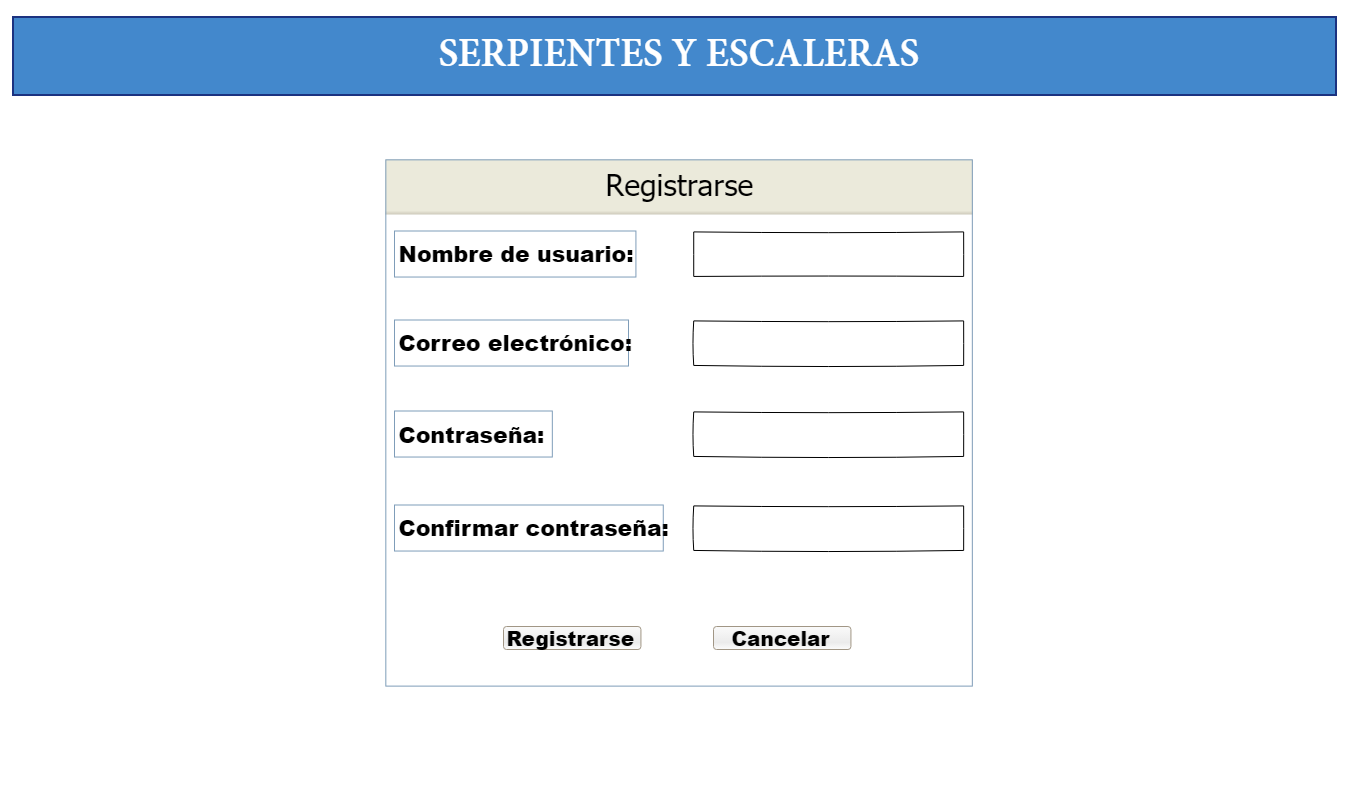 SERPIENTES Y ESCALERAS
Registrarse
Nombre de usuario:
Correo electrónico:
Contraseña:
Confirmar contraseña:
Registrarse
Cancelar